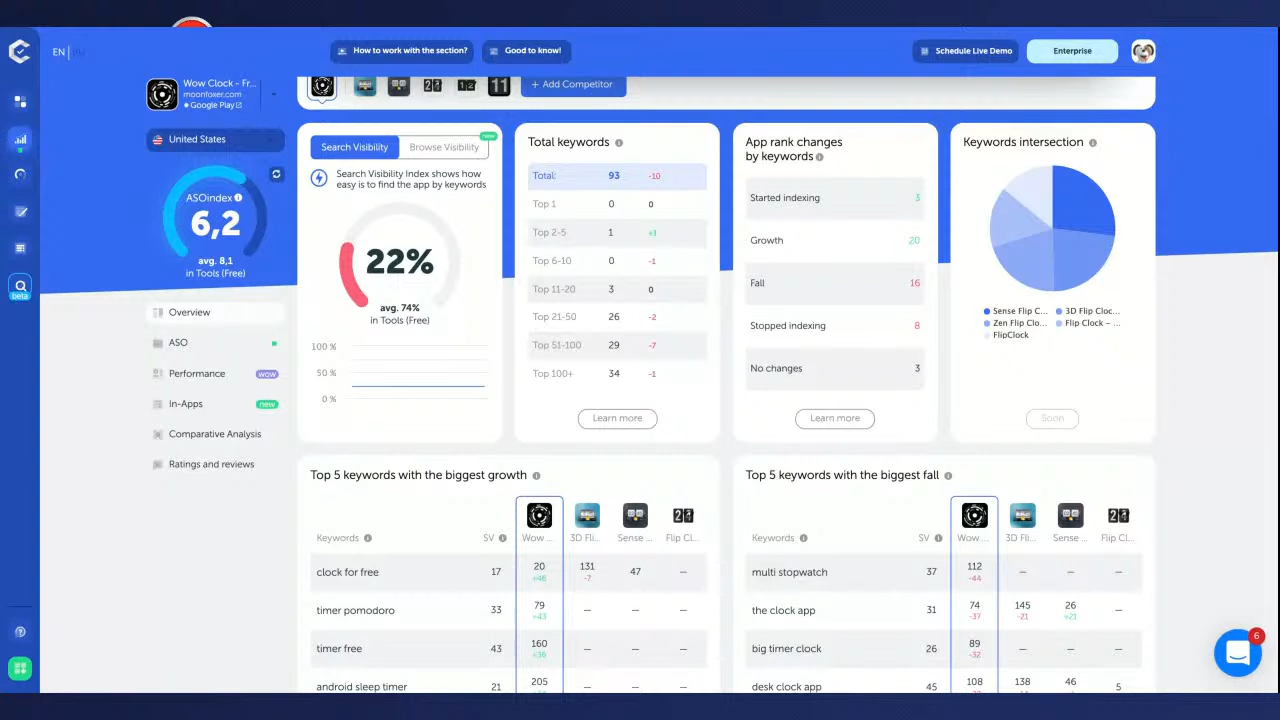 EN
How to work with the section?
Good to know!
Schedule Live Demo
Enterprise
Wow Clock - Fr...
moonfoxer.com
Google Play
+ Add Competitor
United States
ASOindex
6,2
avg. 8,1
in Tools (Free)
beta
Overview
ASO
Performance
wow
In-Apps
new
Comparative Analysis
Ratings and reviews
Search Visibility
Browse Visibility
new
Search Visibility Index shows how
easy is to find the app by keywords
22%
avg. 74%
in Tools (Free)
100 %
50 %
0 %
Total keywords
Total: 93 -10
Top 1 0 0
Top 2-5 1 +1
Top 6-10 0 -1
Top 11-20 3 0
Top 21-50 26 -2
Top 51-100 29 -7
Top 100+ 34 -1
Learn more
App rank changes
by keywords
Started indexing 3
Growth 20
Fall 16
Stopped indexing 8
No changes 3
Learn more
Keywords intersection
Sense Flip C... 3D Flip Cloc...
Zen Flip Clo... Flip Clock – ...
FlipClock
Soon
Top 5 keywords with the biggest growth
Keywords SV Wow ... 3D Fli... Sense ... Flip Cl...
clock for free 17 20 131 47 —
+46 -7
timer pomodoro 33 79 — — —
+43
timer free 43 160 — — —
+36
android sleep timer 21 205 — — —
Top 5 keywords with the biggest fall
Keywords SV Wow ... 3D Fli... Sense ... Flip Cl...
multi stopwatch 37 112 — — —
-44
the clock app 31 74 145 26 —
-37 -21 +21
big timer clock 26 89 — — —
-32
desk clock app 45 108 138 46 5
6